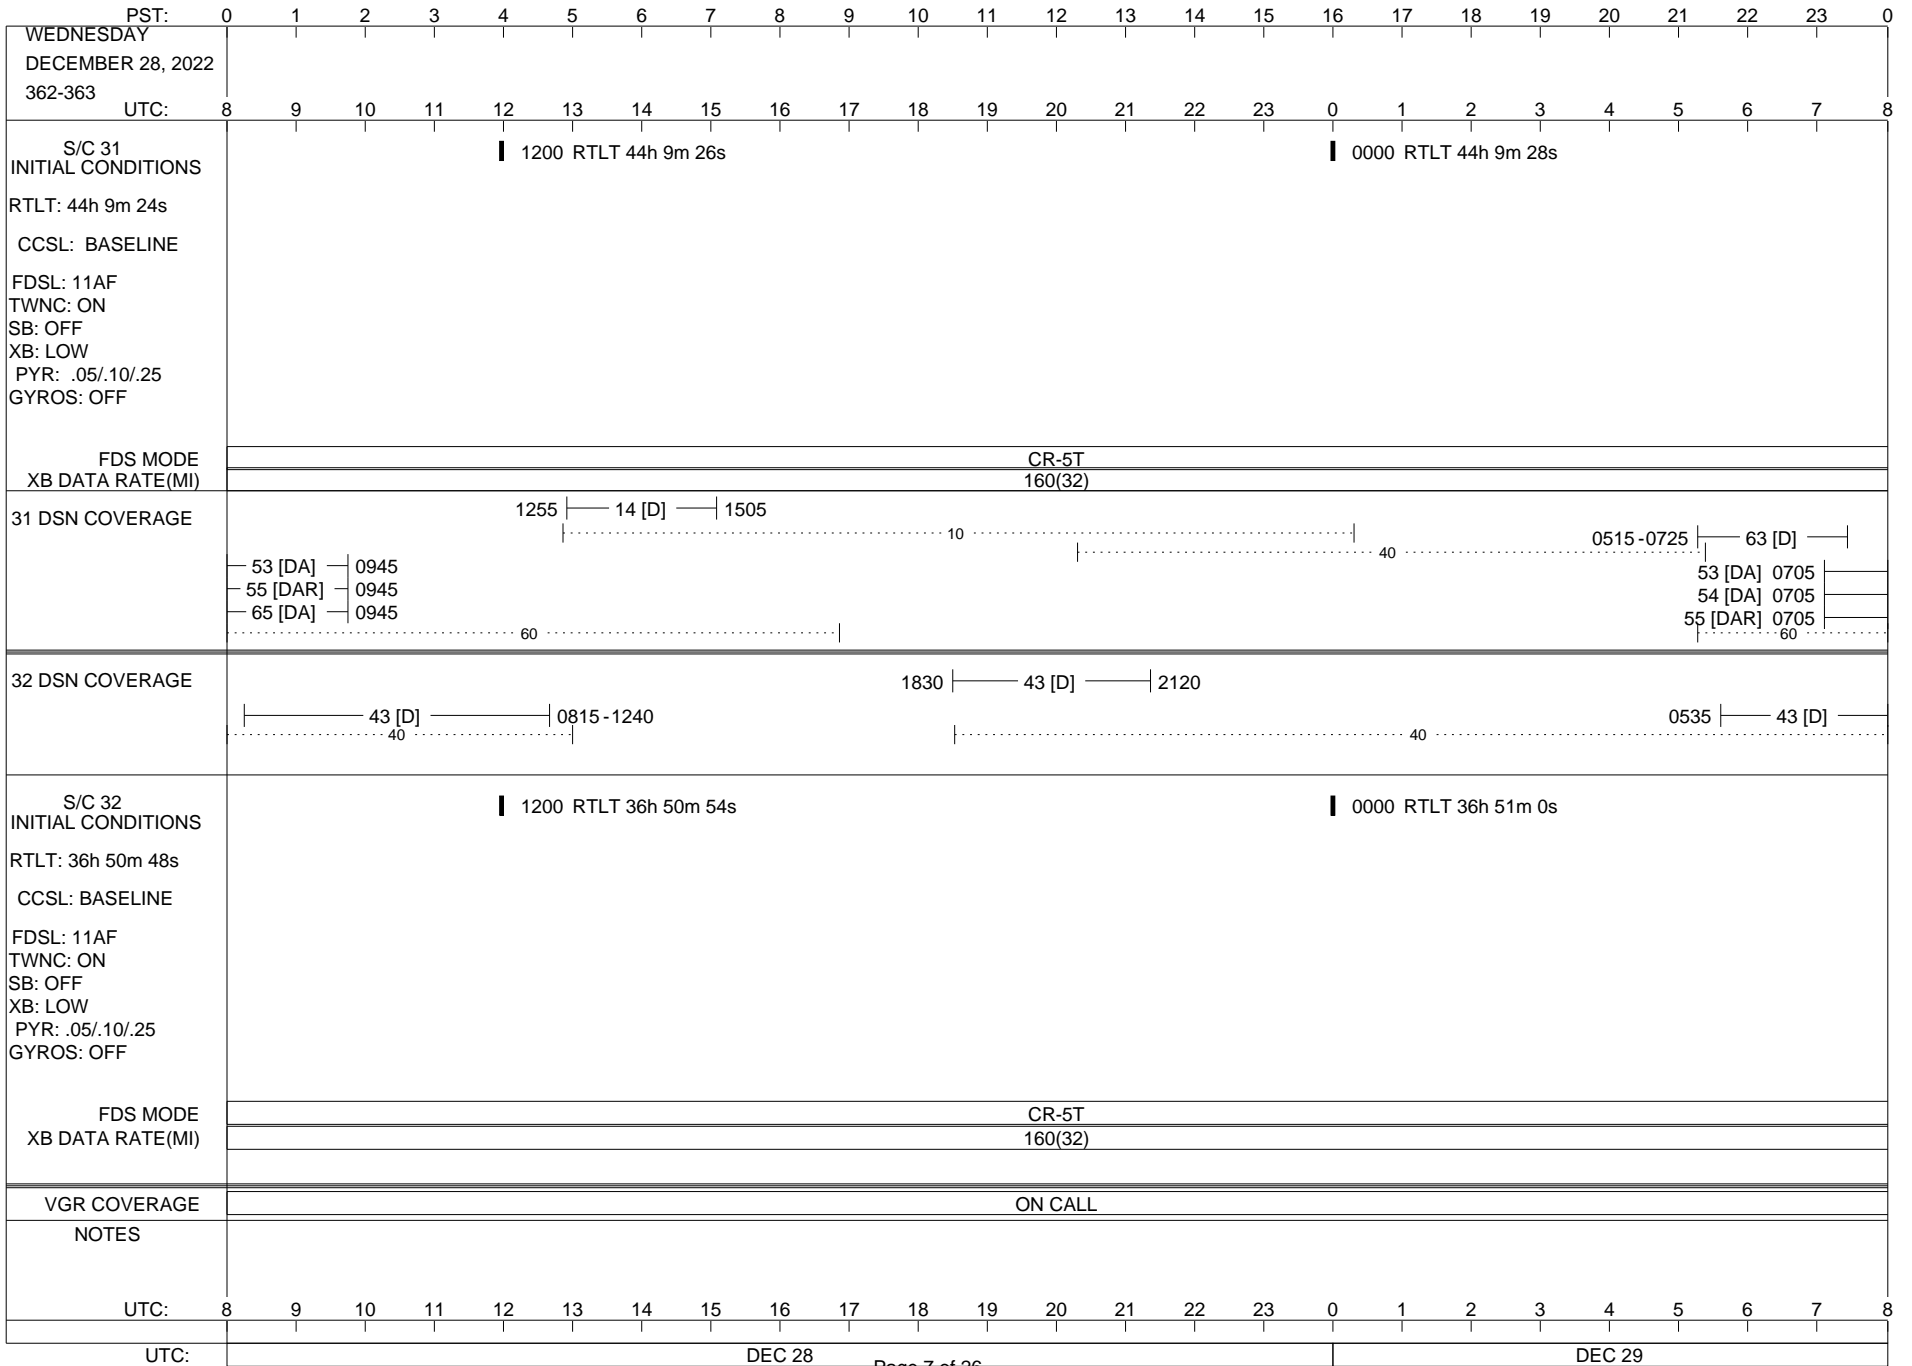 PST: 0 1 2 3 4 5 6 7 8 9 10 11 12 13 14 15 16 17 18 19 20 21 22 23 0
WEDNESDAY
DECEMBER 28, 2022
362-363
UTC: 8 9 10 11 12 13 14 15 16 17 18 19 20 21 22 23 0 1 2 3 4 5 6 7 8
S/C 31
INITIAL CONDITIONS
1200 RTLT 44h 9m 26s
0000 RTLT 44h 9m 28s
RTLT: 44h 9m 24s
CCSL: BASELINE
FDSL: 11AF
TWNC: ON
SB: OFF
XB: LOW
PYR: .05/.10/.25
GYROS: OFF
FDS MODE CR-5T
XB DATA RATE(MI) 160(32)
31 DSN COVERAGE
1255 14 [D] 1505
10
0515-0725 63 [D]
40
53 [DA] 0945
53 [DA] 0705
55 [DAR] 0945
54 [DA] 0705
65 [DA] 0945
55 [DAR] 0705
60
60
32 DSN COVERAGE
1830 43 [D] 2120
43 [D] 0815-1240
0535 43 [D]
40
40
S/C 32
INITIAL CONDITIONS
1200 RTLT 36h 50m 54s
0000 RTLT 36h 51m 0s
RTLT: 36h 50m 48s
CCSL: BASELINE
FDSL: 11AF
TWNC: ON
SB: OFF
XB: LOW
PYR: .05/.10/.25
GYROS: OFF
FDS MODE CR-5T
XB DATA RATE(MI) 160(32)
VGR COVERAGE ON CALL
NOTES
UTC: 8 9 10 11 12 13 14 15 16 17 18 19 20 21 22 23 0 1 2 3 4 5 6 7 8
UTC: DEC 28 DEC 29
Page 7 of 26